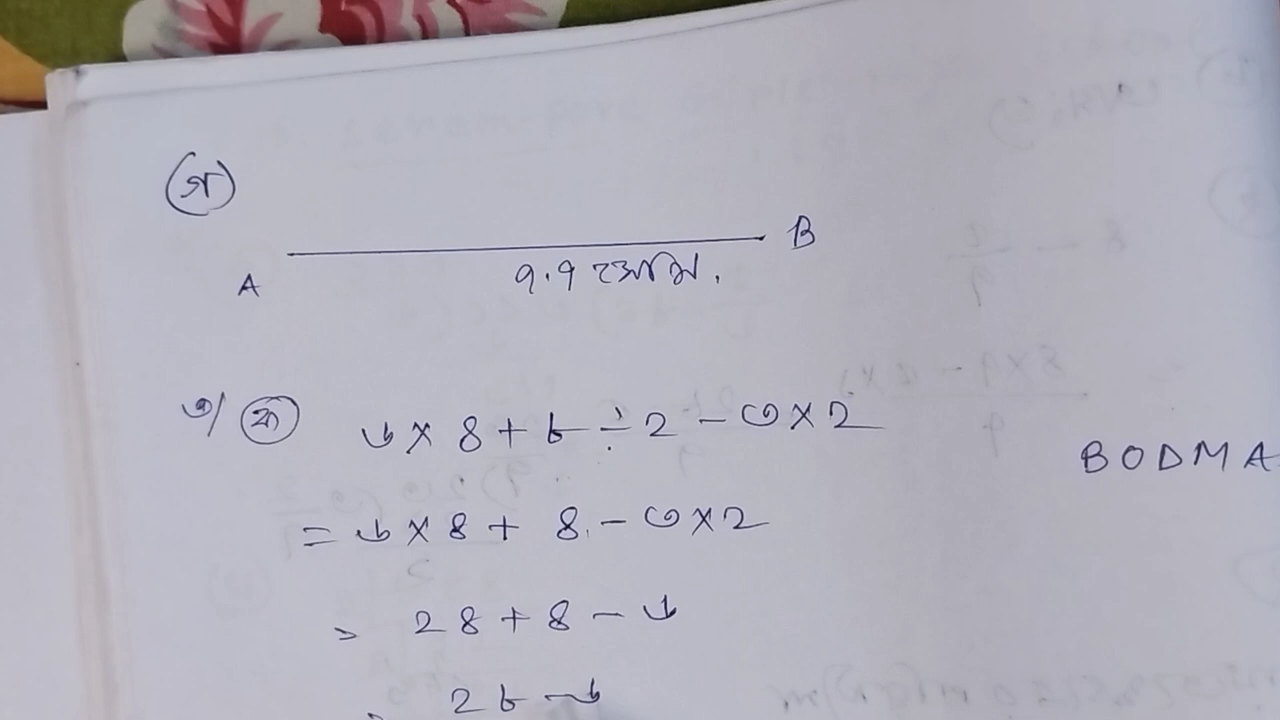 (গ)
A B
৭.৭ সেমি.
৩/ (ক) ৬ × ৪ + ৮ ÷ ২ − ৩ × ২
BODMA
= ৬ × ৪ + ৪ − ৩ × ২
= ২৪ + ৪ − ৬
= ২৮ − ৬